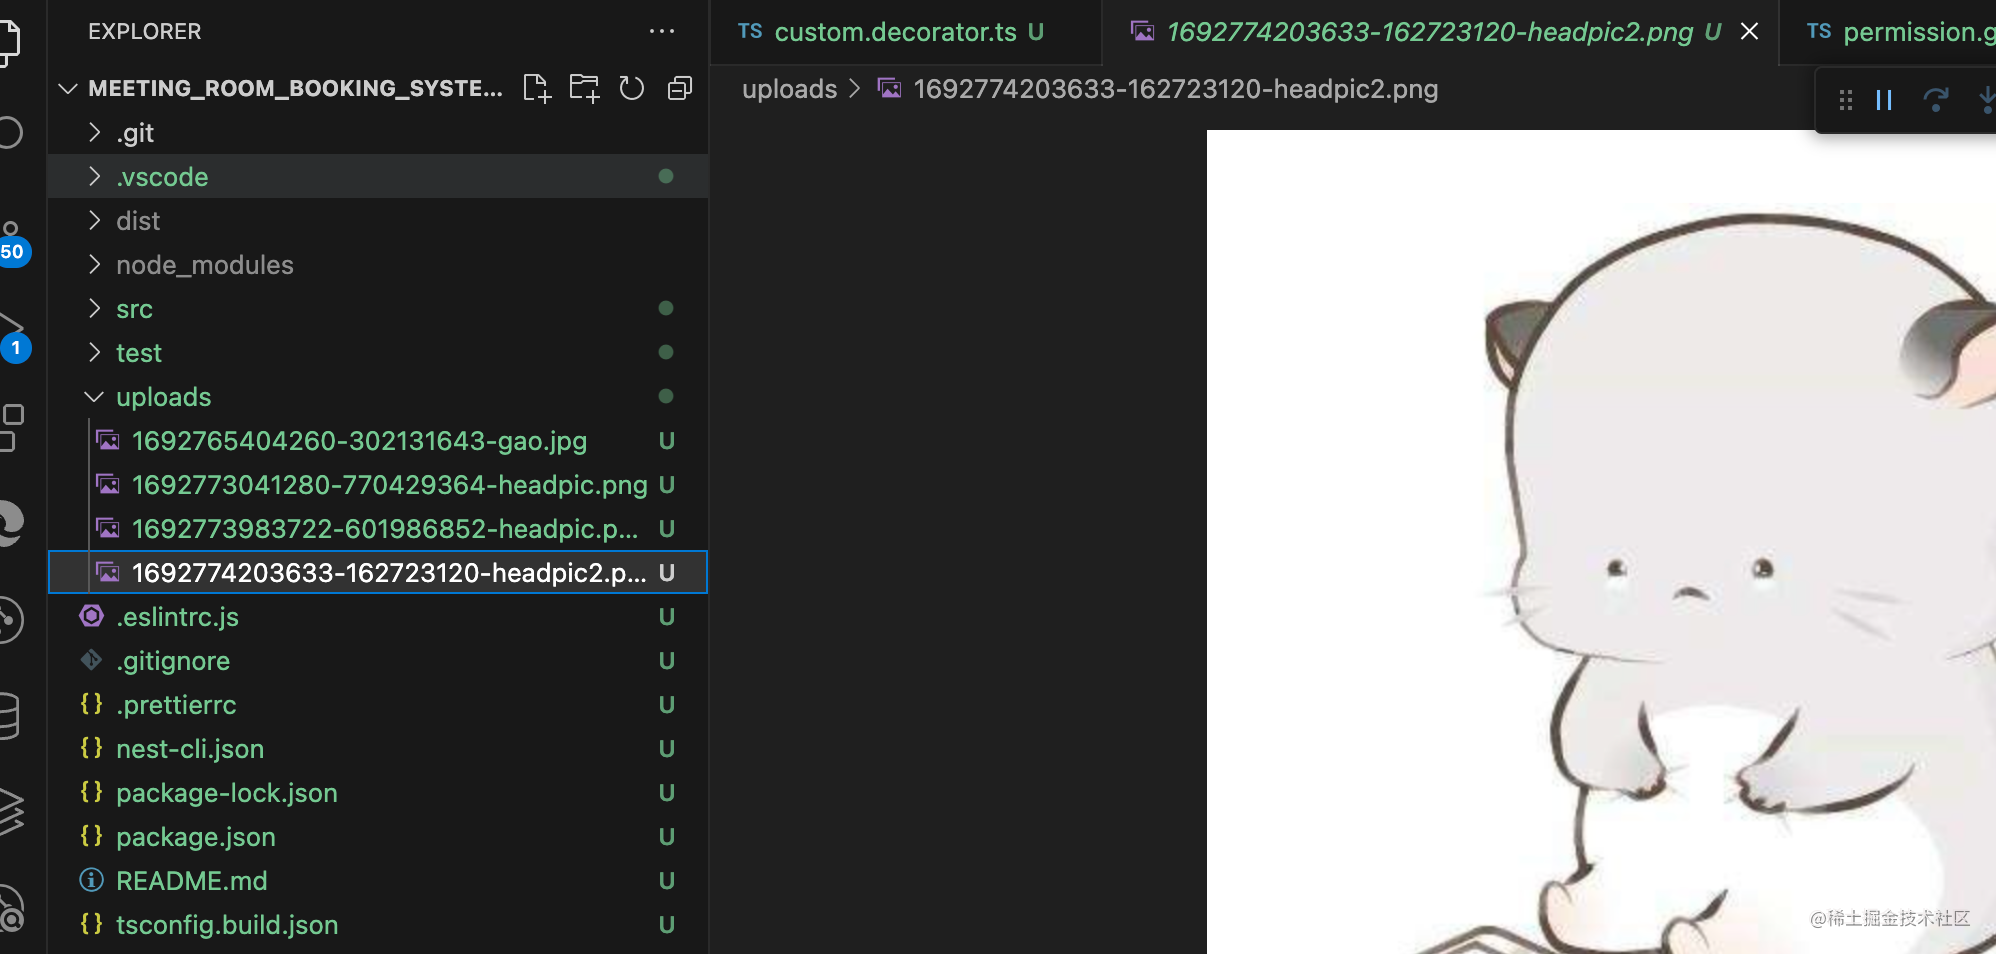 EXPLORER
MEETING_ROOM_BOOKING_SYSTE...
.git
.vscode
dist
node_modules
src
test
uploads
1692765404260-302131643-gao.jpg U
1692773041280-770429364-headpic.png U
1692773983722-601986852-headpic.p... U
1692774203633-162723120-headpic2.p... U
.eslintrc.js U
.gitignore U
.prettierrc U
nest-cli.json U
package-lock.json U
package.json U
README.md U
tsconfig.build.json U
50
1
TS custom.decorator.ts U
1692774203633-162723120-headpic2.png U
TS permission.g
uploads > 1692774203633-162723120-headpic2.png
@稀土掘金技术社区